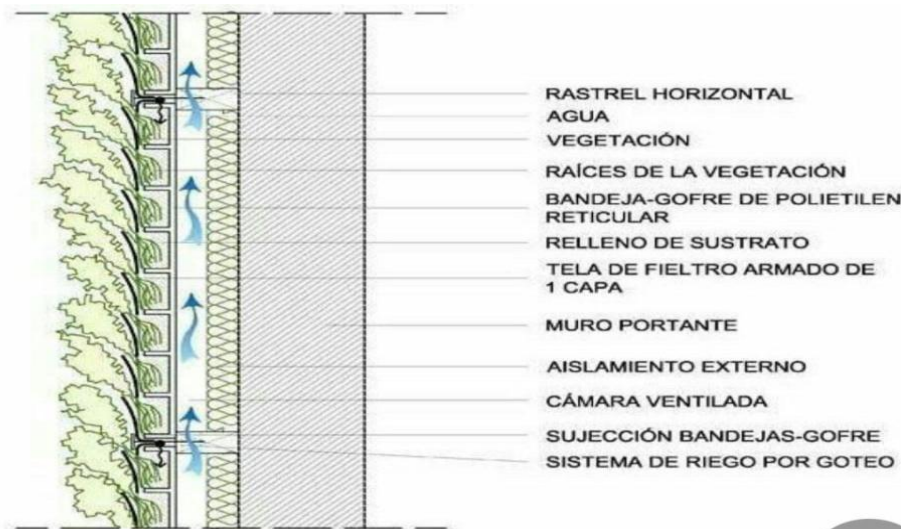 RASTREL HORIZONTAL
AGUA
VEGETACIÓN
RAÍCES DE LA VEGETACIÓN
BANDEJA-GOFRE DE POLIETILEN
RETICULAR
RELLENO DE SUSTRATO
TELA DE FIELTRO ARMADO DE
1 CAPA
MURO PORTANTE
AISLAMIENTO EXTERNO
CÁMARA VENTILADA
SUJECCIÓN BANDEJAS-GOFRE
SISTEMA DE RIEGO POR GOTEO